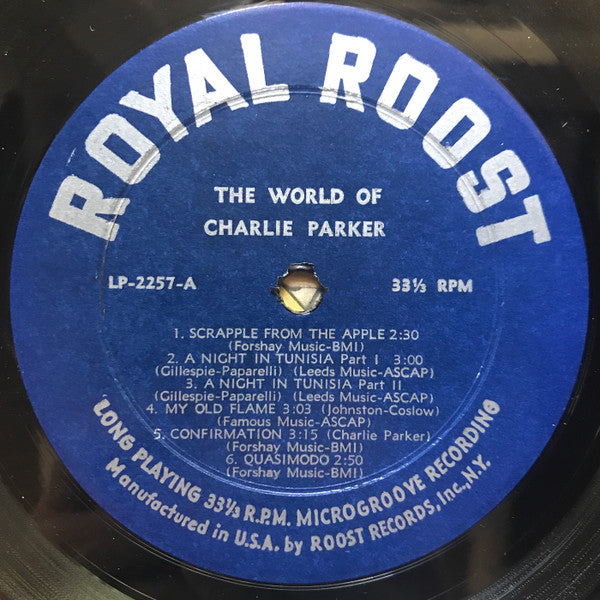 ROYAL ROOST
THE WORLD OF
CHARLIE PARKER
LP-2257-A 33⅓ RPM
1. SCRAPPLE FROM THE APPLE 2:30
(Forshay Music-BMI)
2. A NIGHT IN TUNISIA Part I 3:00
(Gillespie-Paparelli) (Leeds Music-ASCAP)
3. A NIGHT IN TUNISIA Part II
(Gillespie-Paparelli) (Leeds Music-ASCAP)
4. MY OLD FLAME 3:03 (Johnston-Coslow)
(Famous Music-ASCAP)
5. CONFIRMATION 3:15 (Charlie Parker)
(Forshay Music-BMI)
6. QUASIMODO 2:50
(Forshay Music-BMI)
LONG PLAYING 33⅓ R.P.M. MICROGROOVE RECORDING
Manufactured in U.S.A. by ROOST RECORDS, Inc., N.Y.